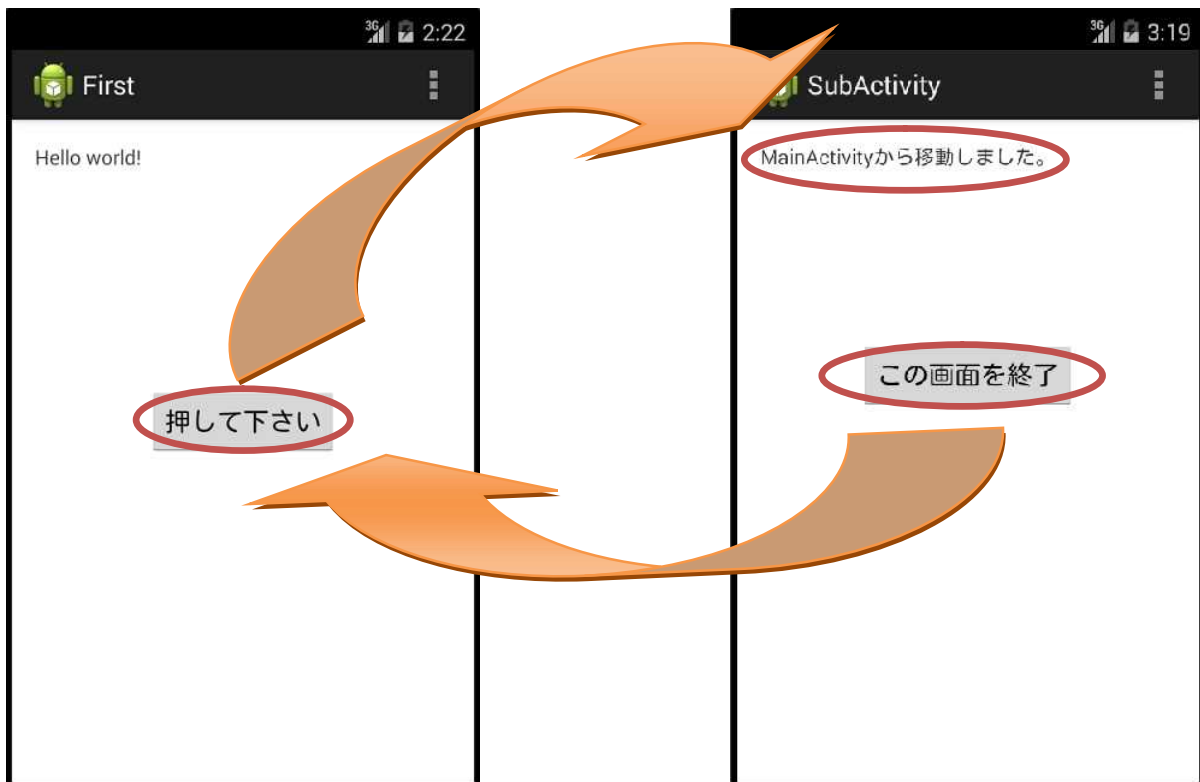 3G 2:22
First
Hello world!
押して下さい
3G 3:19
SubActivity
MainActivityから移動しました。
この画面を終了